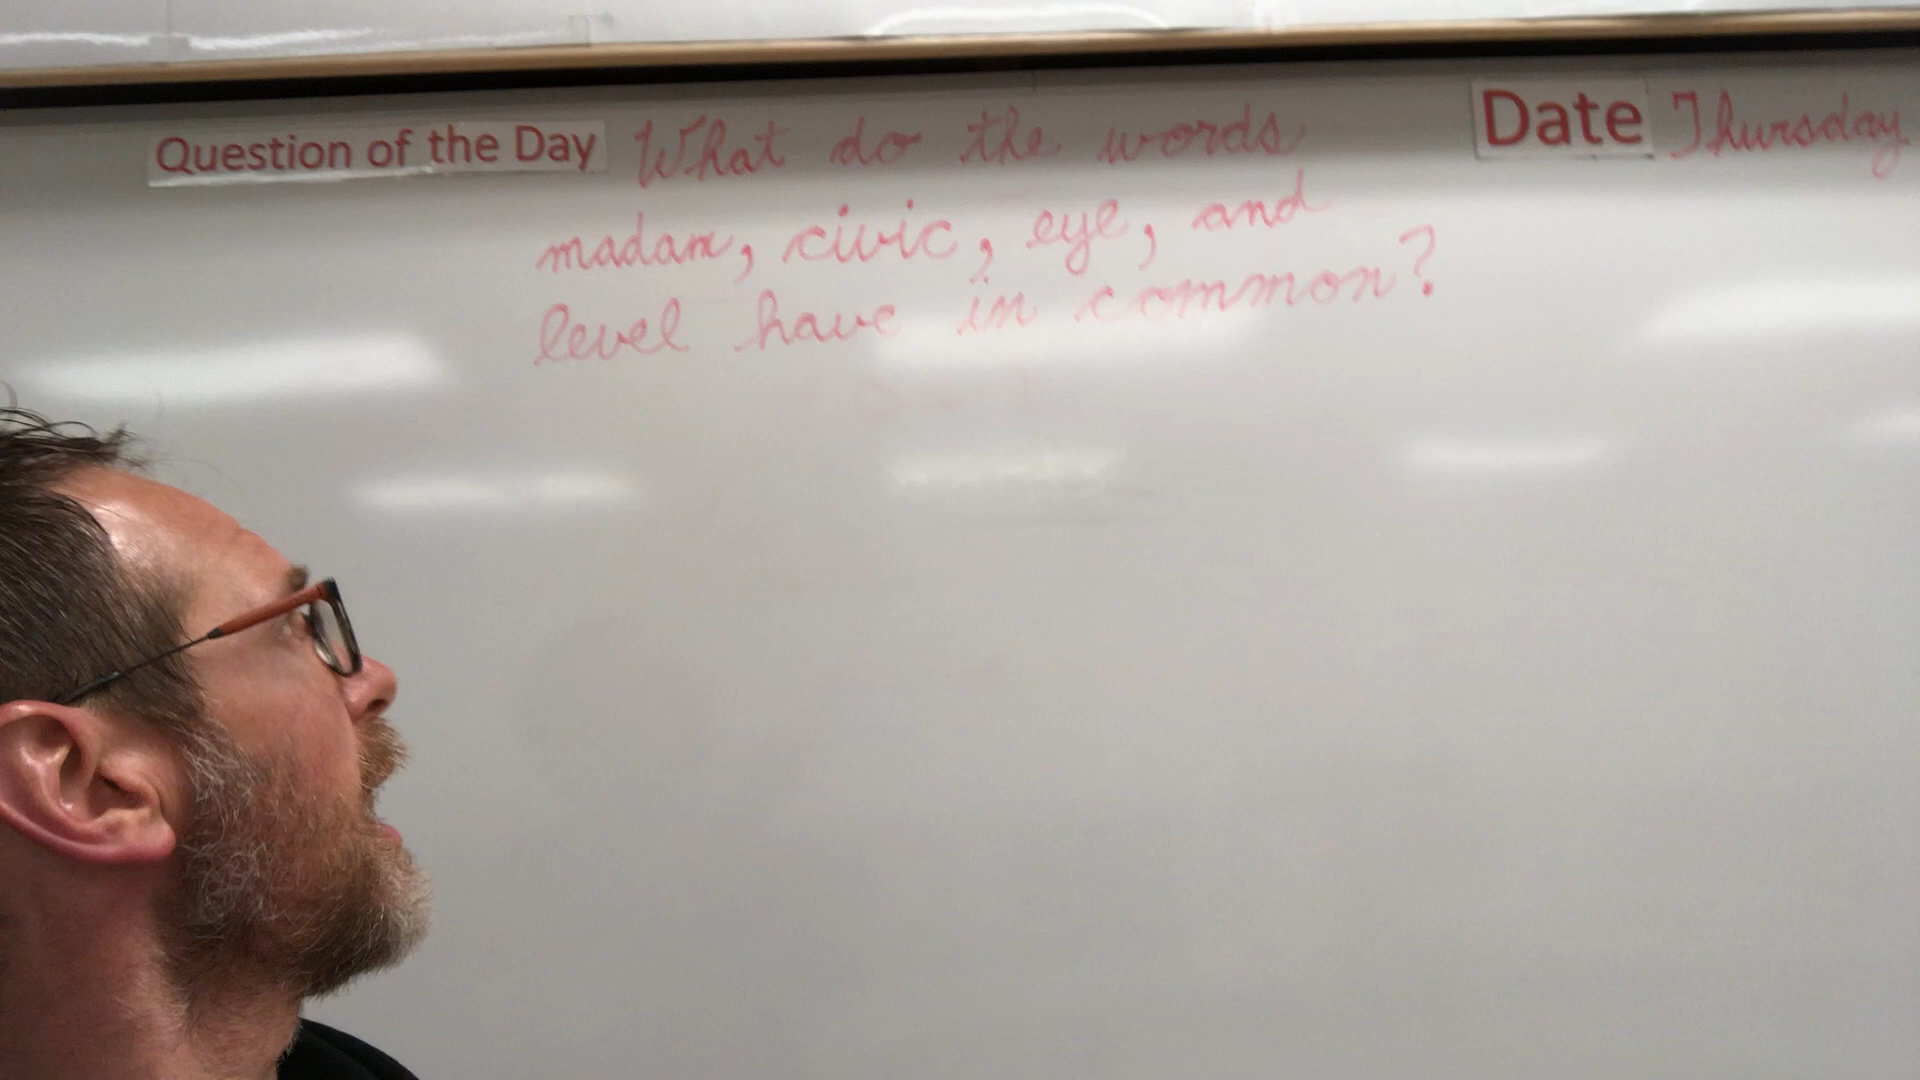 Question of the Day What do the words
madam, civic, eye, and
level have in common?
Date Thursday